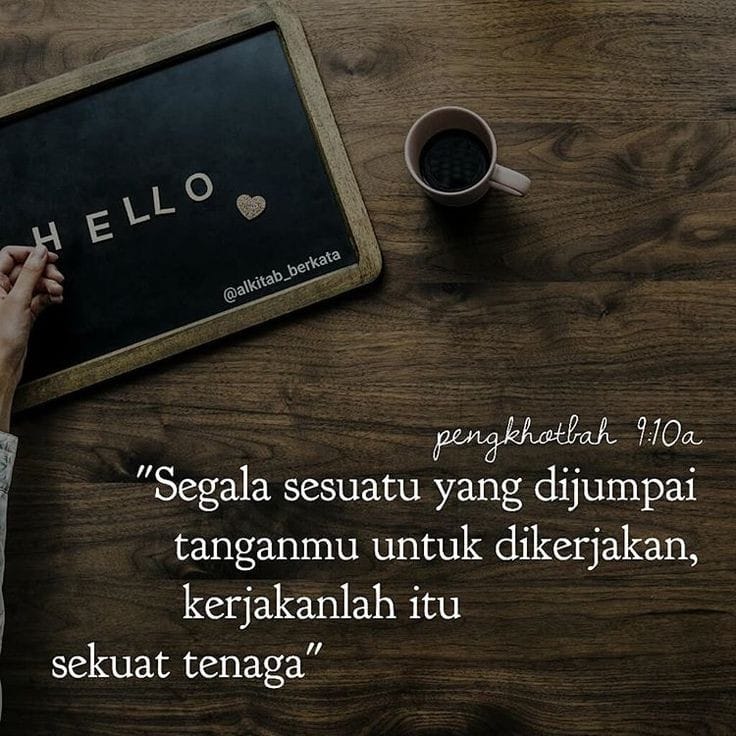 HELLO
@alkitab_berkata
pengkhotbah 9:10a
"Segala sesuatu yang dijumpai
tanganmu untuk dikerjakan,
kerjakanlah itu
sekuat tenaga"